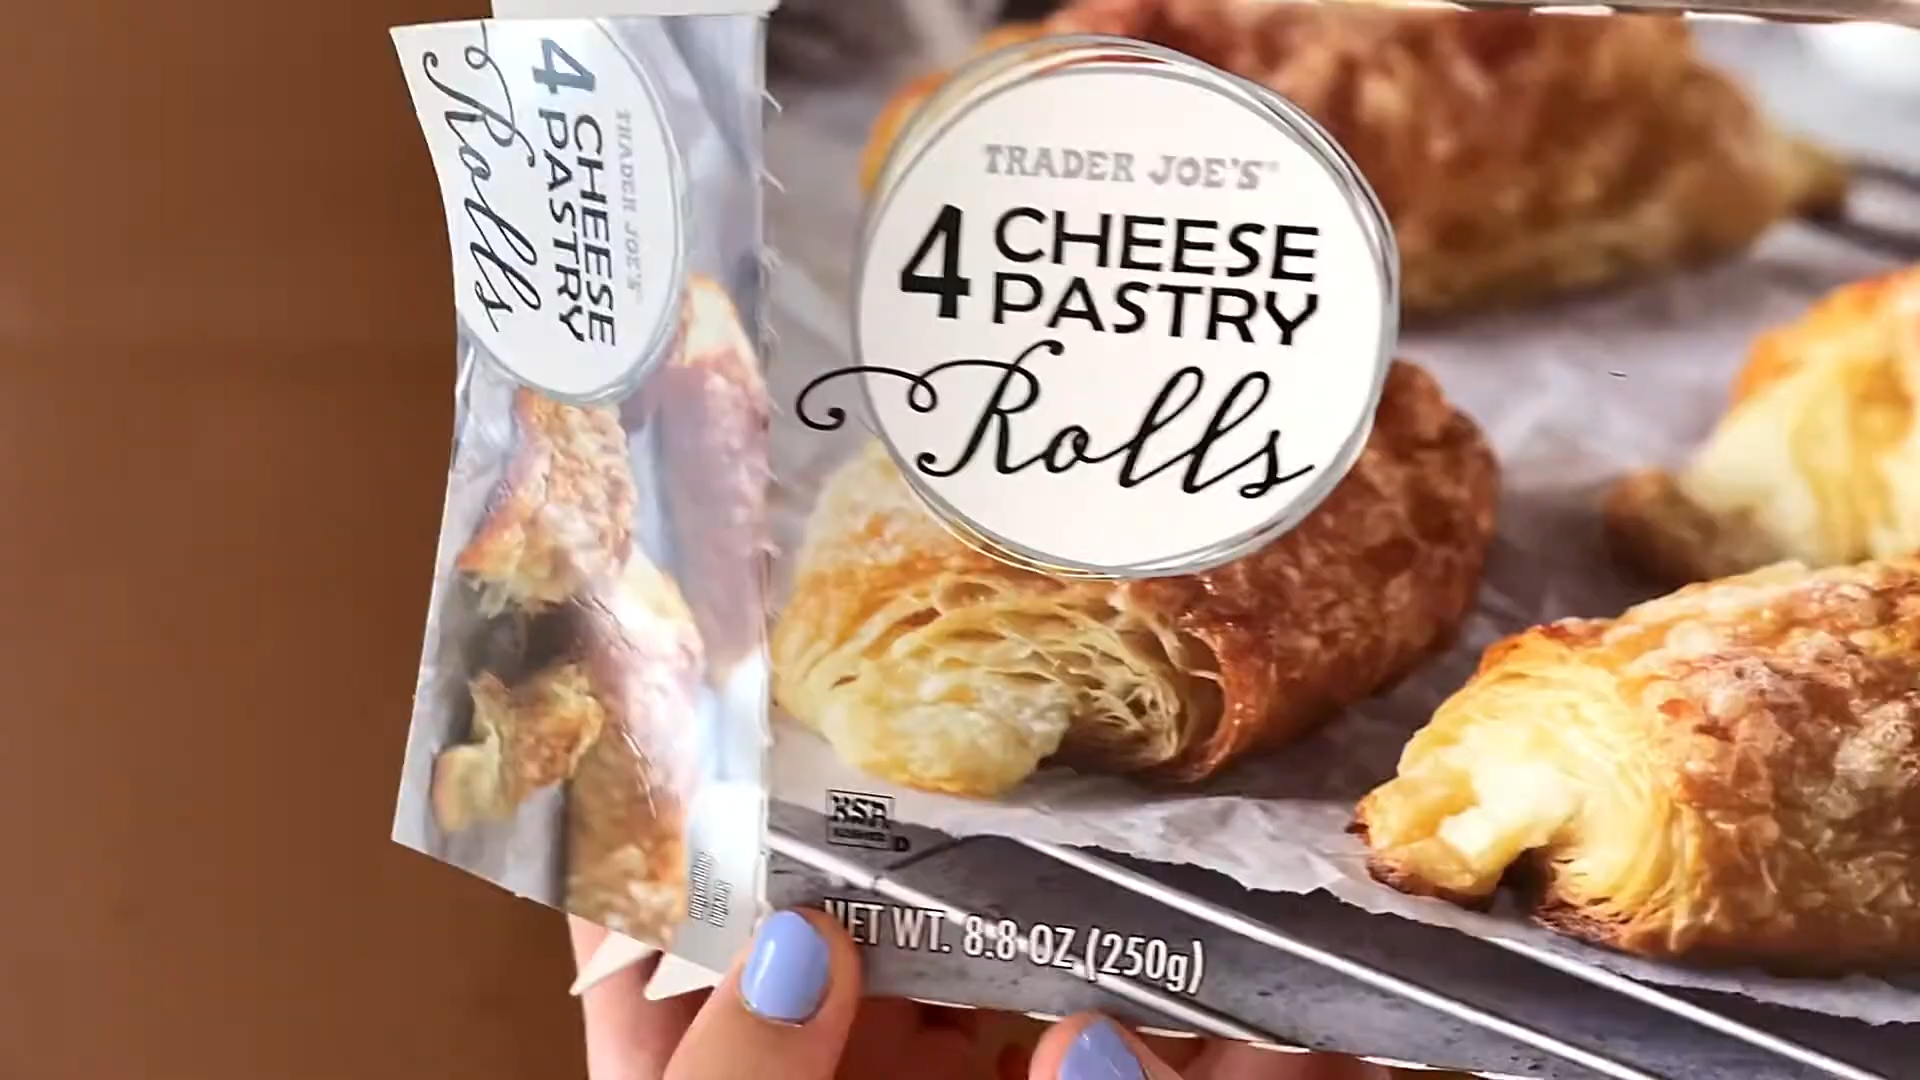 TRADER JOE'S
4 CHEESE
PASTRY
Rolls
TRADER JOE'S
4 CHEESE
PASTRY
Rolls
KSA
D
NET WT. 8.8 OZ (250g)